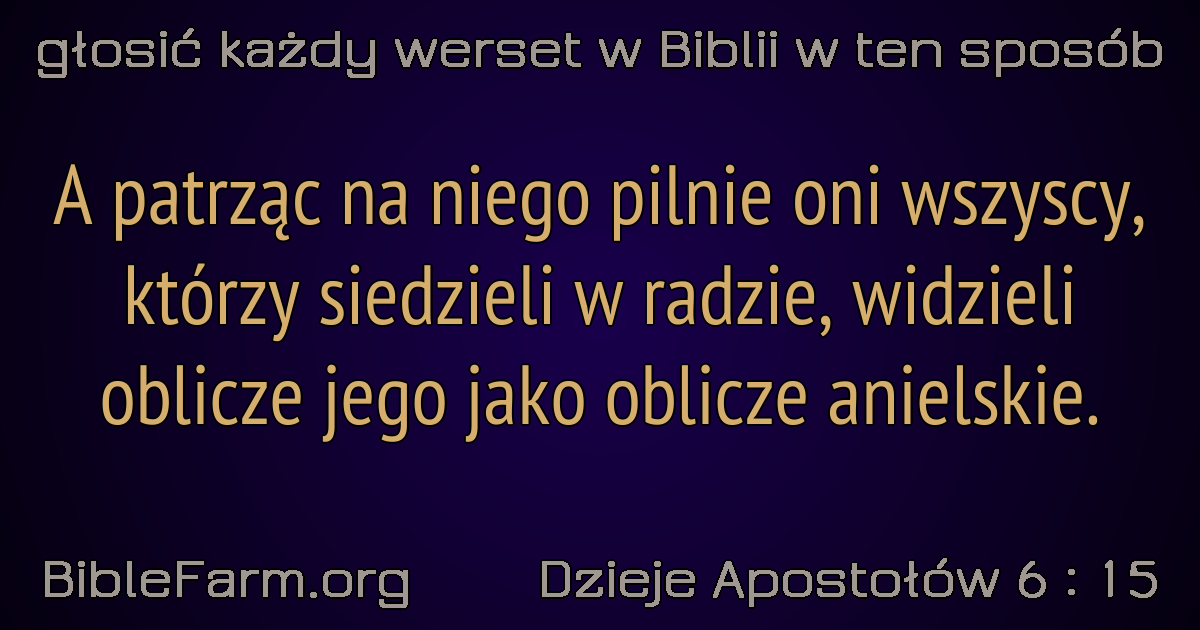 głosić każdy werset w Biblii w ten sposób
A patrząc na niego pilnie oni wszyscy,
którzy siedzieli w radzie, widzieli
oblicze jego jako oblicze anielskie.
BibleFarm.org
Dzieje Apostołów 6 : 15